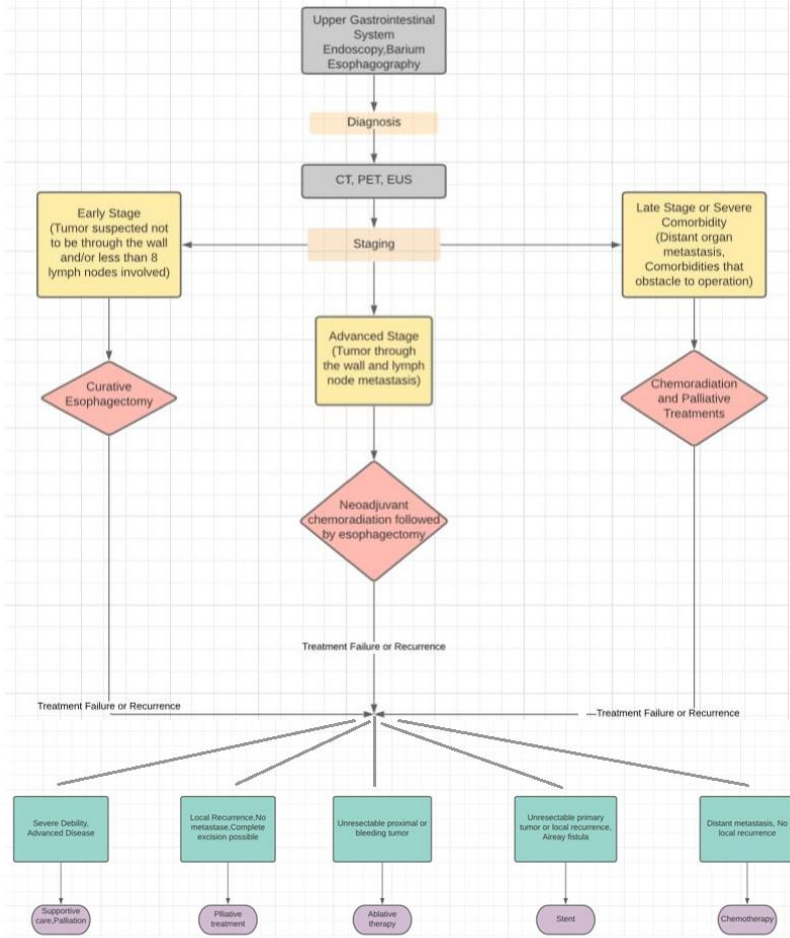 Upper Gastrointestinal
System
Endoscopy,Barium
Esophagography
Diagnosis
CT, PET, EUS
Staging
Early Stage
(Tumor suspected not
to be through the wall
and/or less than 8
lymph nodes involved)
Late Stage or Severe
Comorbidity
(Distant organ
metastasis,
Comorbidities that
obstacle to operation)
Advanced Stage
(Tumor through
the wall and lymph
node metastasis)
Curative
Esophagectomy
Chemoradiation
and Palliative
Treatments
Neoadjuvant
chemoradiation followed
by esophagectomy
Treatment Failure or Recurrence
Treatment Failure or Recurrence
Treatment Failure or Recurrence
Severe Debility,
Advanced Disease
Local Recurrence,No
metastase,Complete
excision possible
Unresectable proximal or
bleeding tumor
Unresectable primary
tumor or local recurrence,
Aireay fistula
Distant metastasis, No
local recurrence
Supportive
care,Palliation
Plliative
treatment
Ablative
therapy
Stent
Chemotherapy